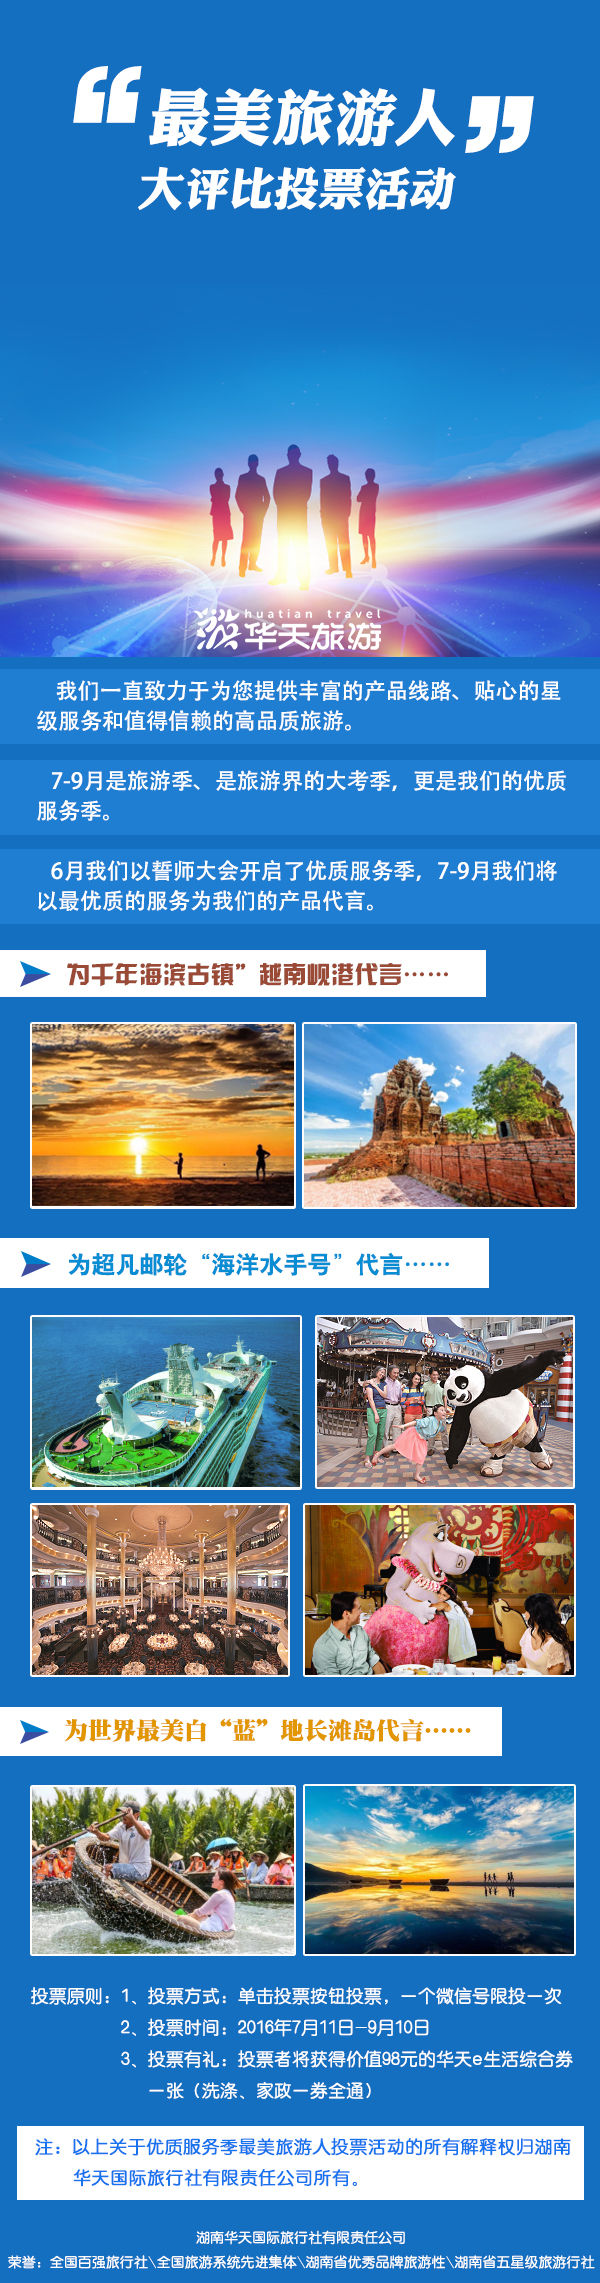 “最美旅游人”
大评比投票活动
huatian travel
华天旅游
我们一直致力于为您提供丰富的产品线路、贴心的星
级服务和值得信赖的高品质旅游。
7-9月是旅游季、是旅游界的大考季，更是我们的优质
服务季。
6月我们以誓师大会开启了优质服务季，7-9月我们将
以最优质的服务为我们的产品代言。
为千年海滨古镇”越南岘港代言……
为超凡邮轮“海洋水手号”代言……
为世界最美白“蓝”地长滩岛代言……
投票原则：1、投票方式：单击投票按钮投票，一个微信号限投一次
2、投票时间：2016年7月11日-9月10日
3、投票有礼：投票者将获得价值98元的华天e生活综合券
一张（洗涤、家政一券全通）
注：以上关于优质服务季最美旅游人投票活动的所有解释权归湖南
华天国际旅行社有限责任公司所有。
湖南华天国际旅行社有限责任公司
荣誉：全国百强旅行社\全国旅游系统先进集体\湖南省优秀品牌旅游性\湖南省五星级旅游行社